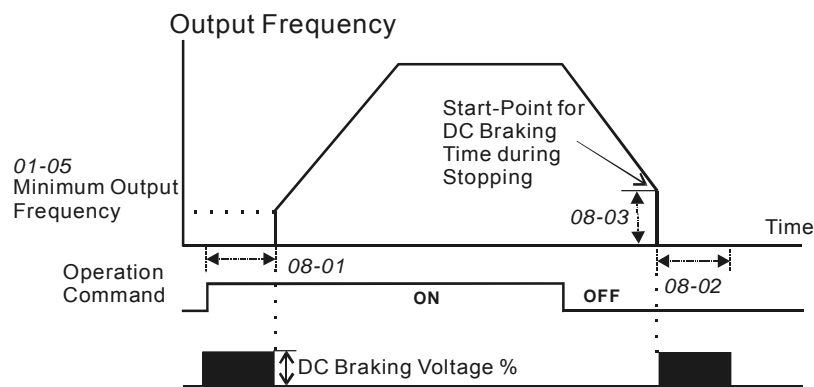 Output Frequency
Start-Point for
DC Braking
Time during
Stopping
01-05
Minimum Output
Frequency
08-03
Time
08-01
08-02
Operation
Command
ON
OFF
DC Braking Voltage %